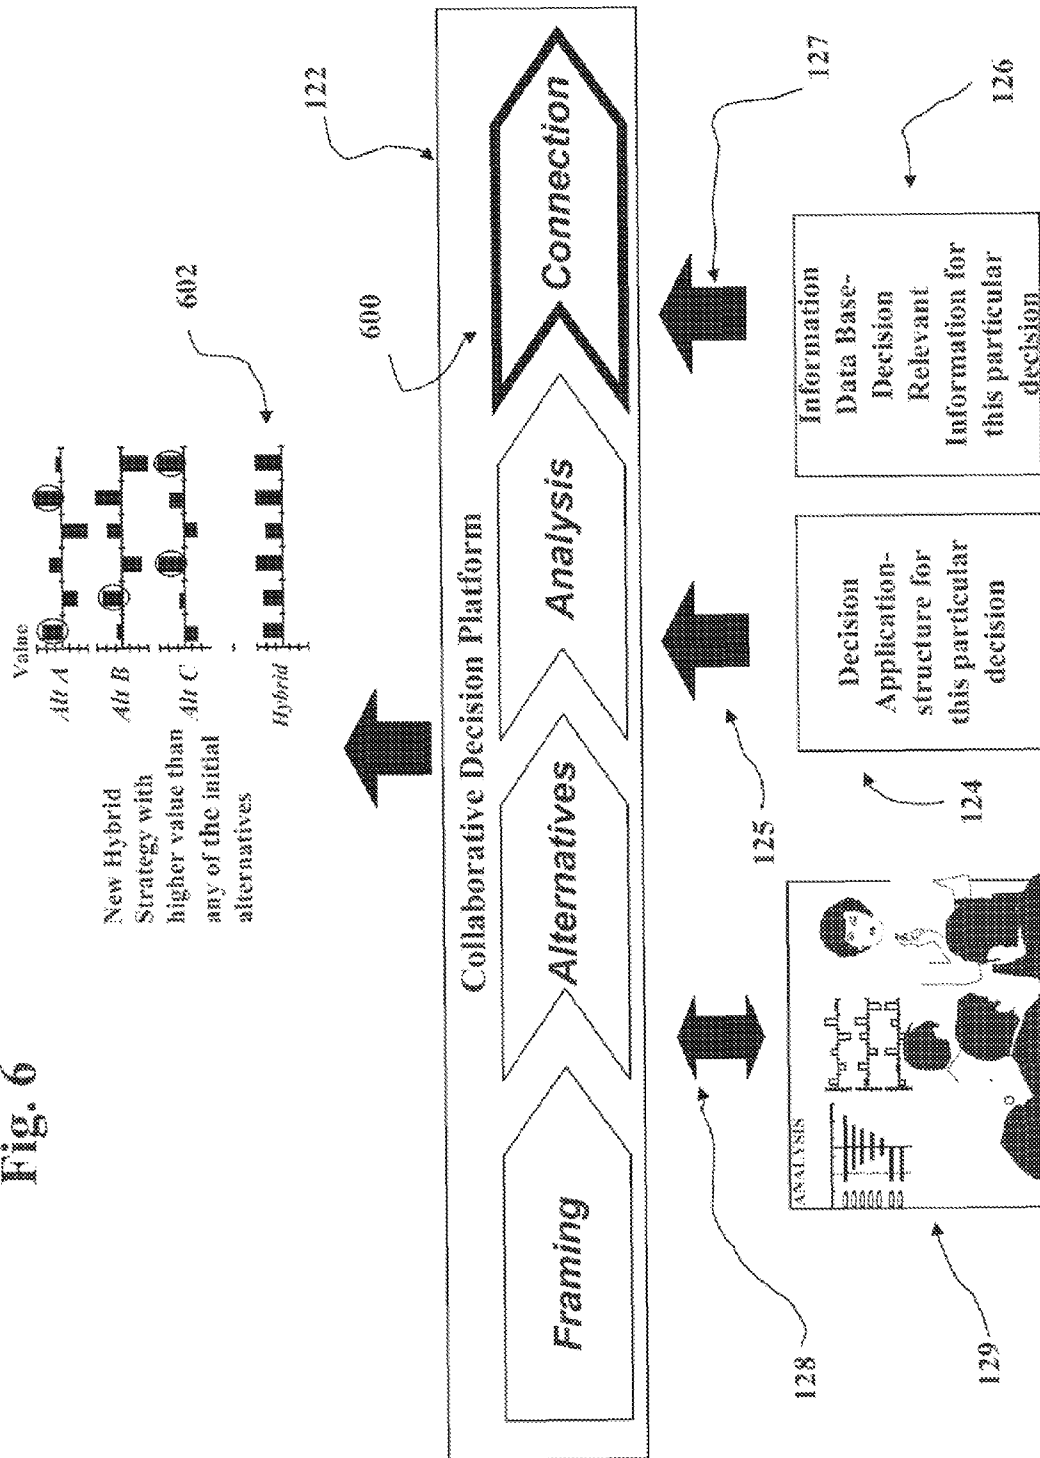 Fig. 6
New Hybrid
Strategy with
higher value than
any of the initial
alternatives
Value
Alt A
Alt B
Alt C
Hybrid
602
122
Collaborative Decision Platform
600
Framing
Alternatives
Analysis
Connection
128
125
127
129
ANALYSIS
124
Decision
Application-
structure for
this particular
decision
126
Information
Data Base-
Decision
Relevant
Information for
this particular
decision